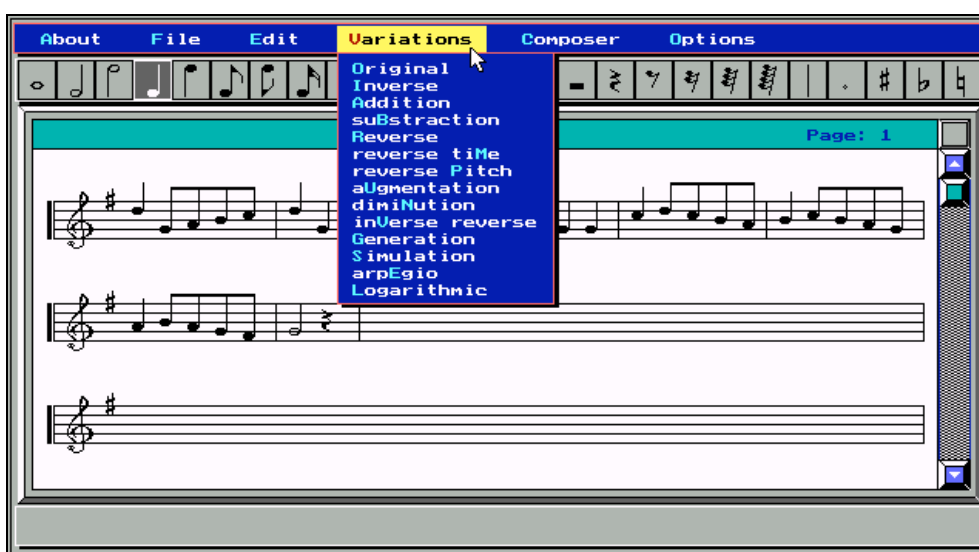 About File Edit Variations Composer Options
Original
Inverse
Addition
suBstraction
Reverse
reverse tiMe
reverse Pitch
aUgmentation
dimiNution
inVerse reverse
Generation
Simulation
arpEgio
Logarithmic
Page: 1